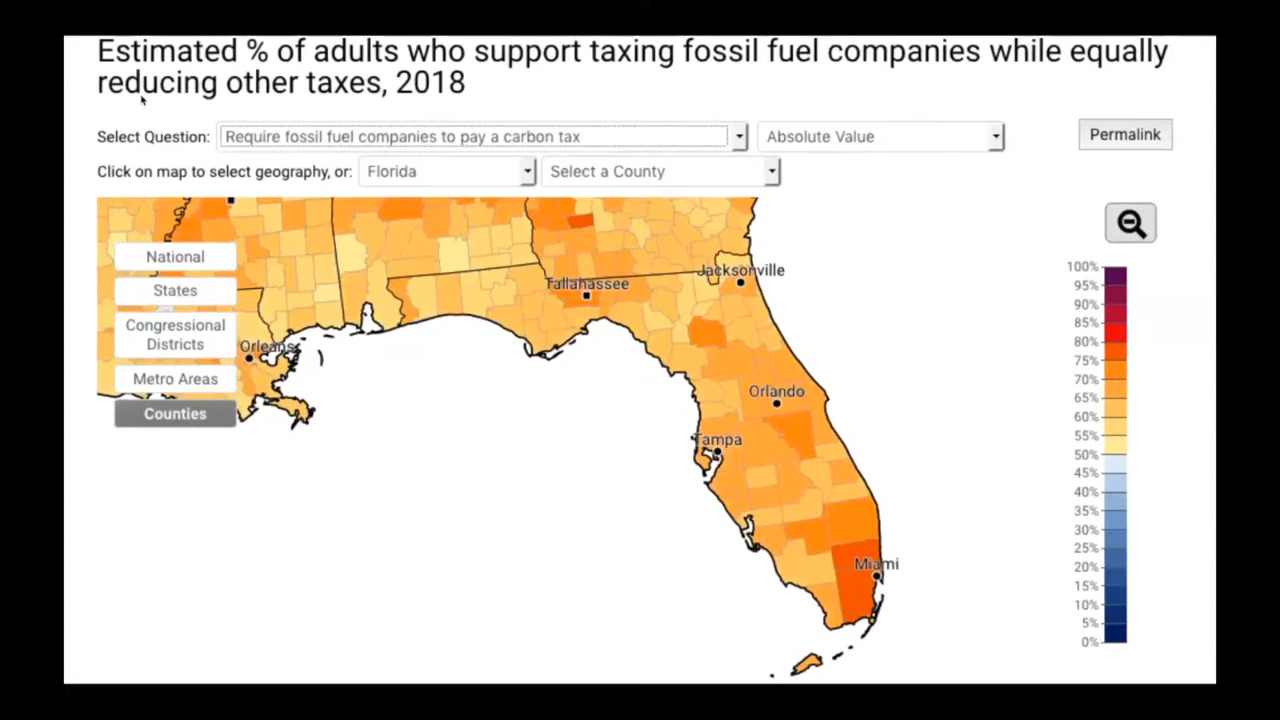 Estimated % of adults who support taxing fossil fuel companies while equally
reducing other taxes, 2018
Select Question: Require fossil fuel companies to pay a carbon tax Absolute Value Permalink
Click on map to select geography, or: Florida Select a County
National
States
Congressional
Districts
Metro Areas
Counties
Orleans
Tallahassee
Jacksonville
Orlando
Tampa
Miami
100%
95%
90%
85%
80%
75%
70%
65%
60%
55%
50%
45%
40%
35%
30%
25%
20%
15%
10%
5%
0%